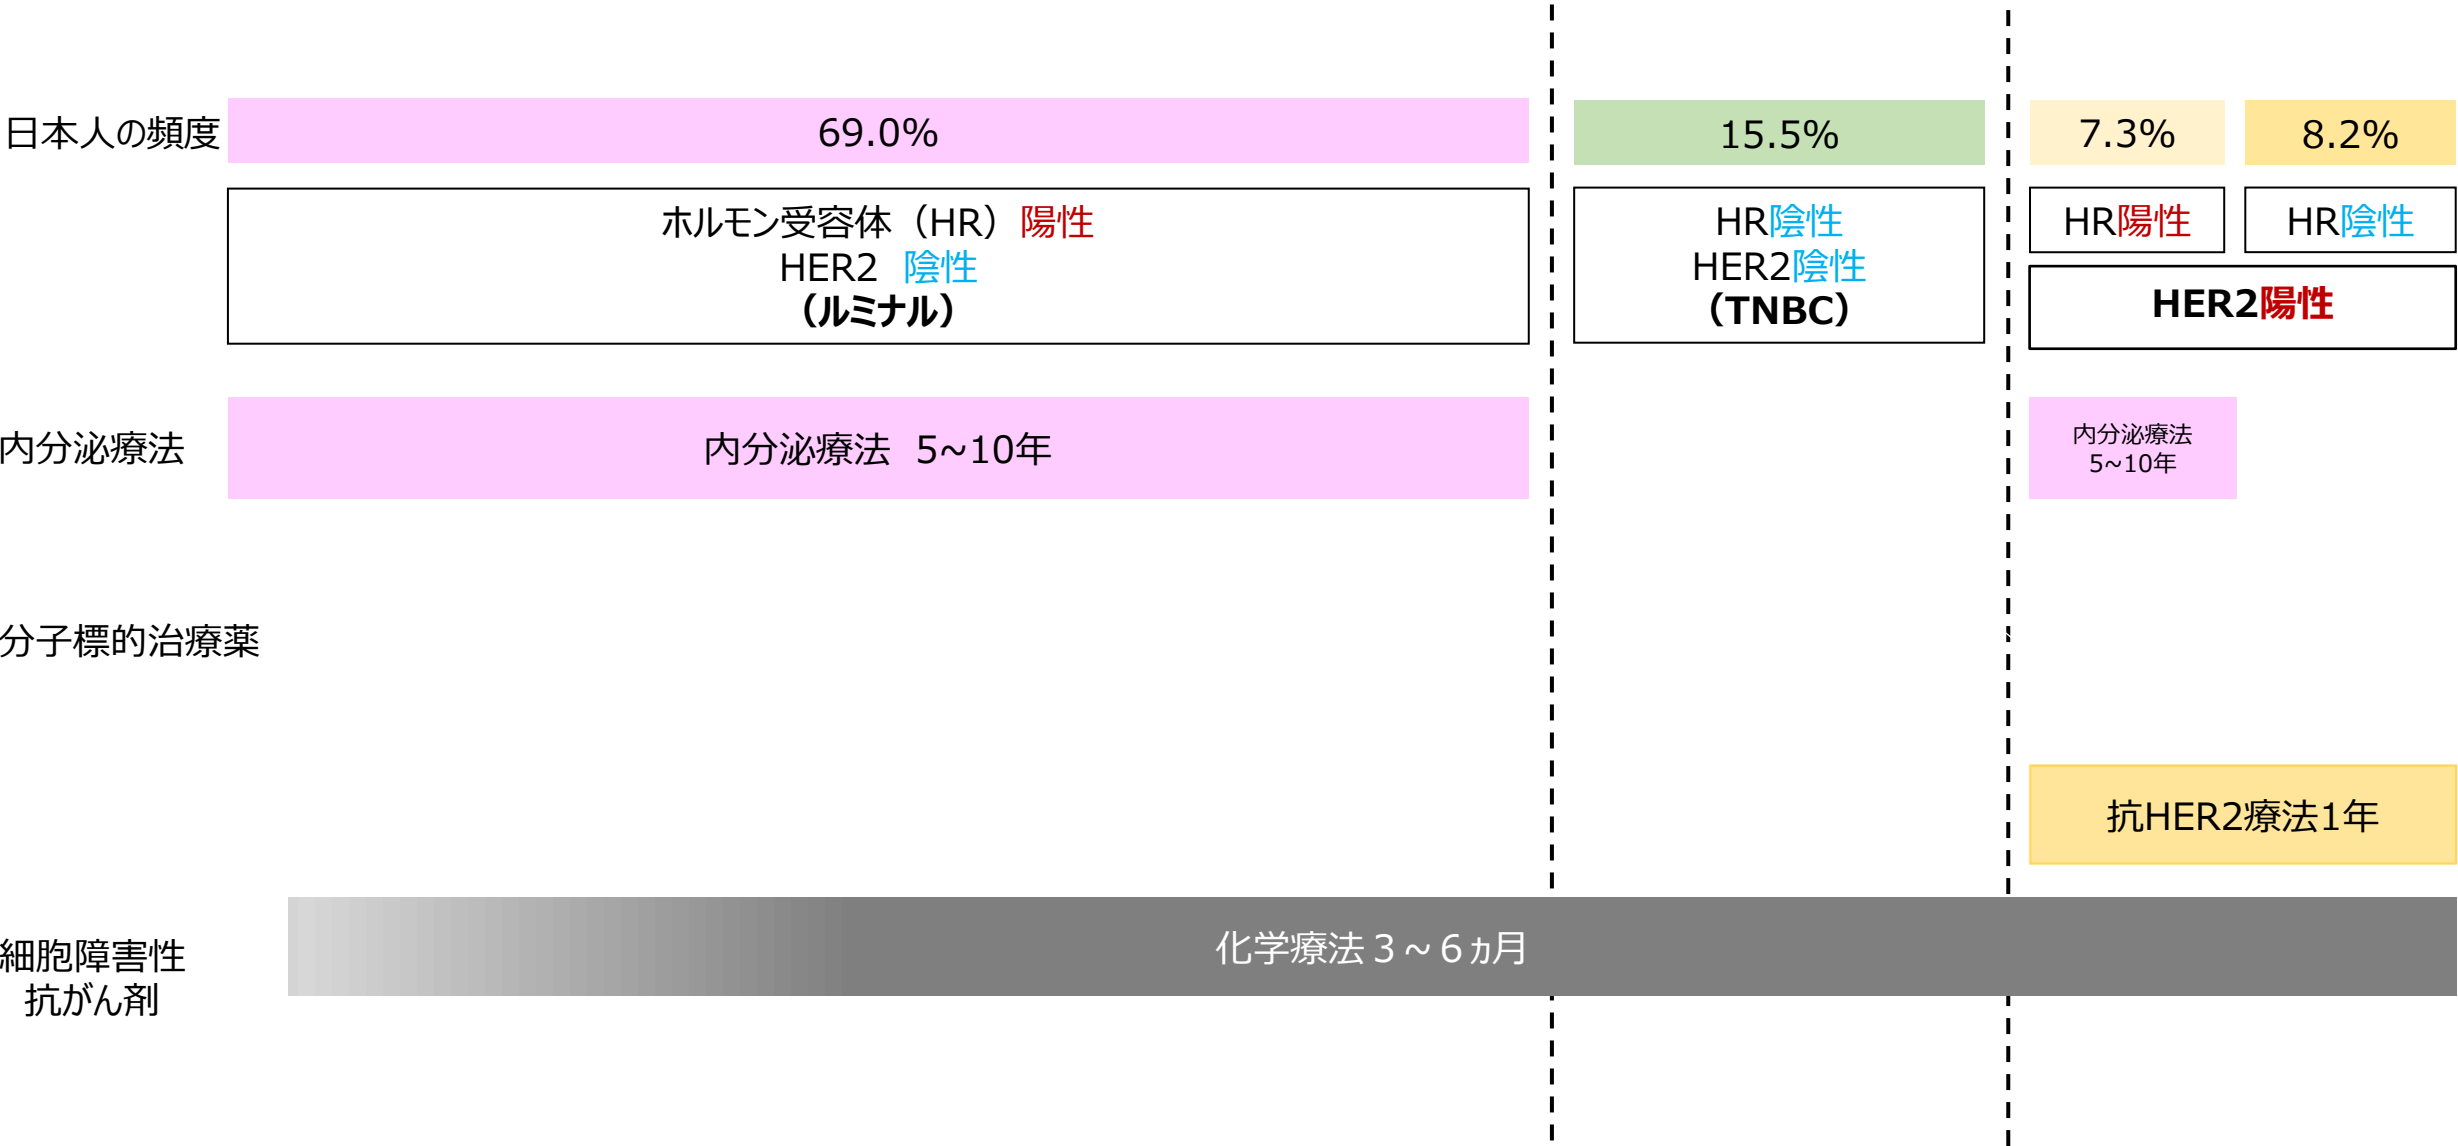 日本人の頻度
69.0%
15.5%
7.3%
8.2%
ホルモン受容体（HR）陽性
HER2　陰性
（ルミナル）
HR陰性
HER2陰性
（TNBC）
HR陽性
HR陰性
HER2陽性
内分泌療法
内分泌療法　5~10年
内分泌療法
5~10年
分子標的治療薬
抗HER2療法1年
細胞障害性
抗がん剤
化学療法３～６ヵ月